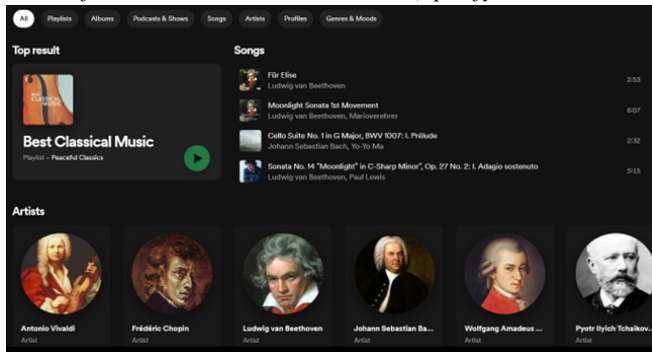 All
Playlists
Albums
Podcasts & Shows
Songs
Artists
Profiles
Genres & Moods
Top result
BEST
CLASSICAL
MUSIC
Best Classical Music
Playlist • Peaceful Classics
Songs
Für Elise
Ludwig van Beethoven
2:53
Moonlight Sonata 1st Movement
Ludwig van Beethoven, Marioverehrer
6:07
Cello Suite No. 1 in G Major, BWV 1007: I. Prélude
Johann Sebastian Bach, Yo-Yo Ma
2:32
Sonata No. 14 "Moonlight" in C-Sharp Minor", Op. 27 No. 2: I. Adagio sostenuto
Ludwig van Beethoven, Paul Lewis
5:15
Artists
Antonio Vivaldi
Artist
Frédéric Chopin
Artist
Ludwig van Beethoven
Artist
Johann Sebastian Ba...
Artist
Wolfgang Amadeus ...
Artist
Pyotr Ilyich Tchaikov...
Artist